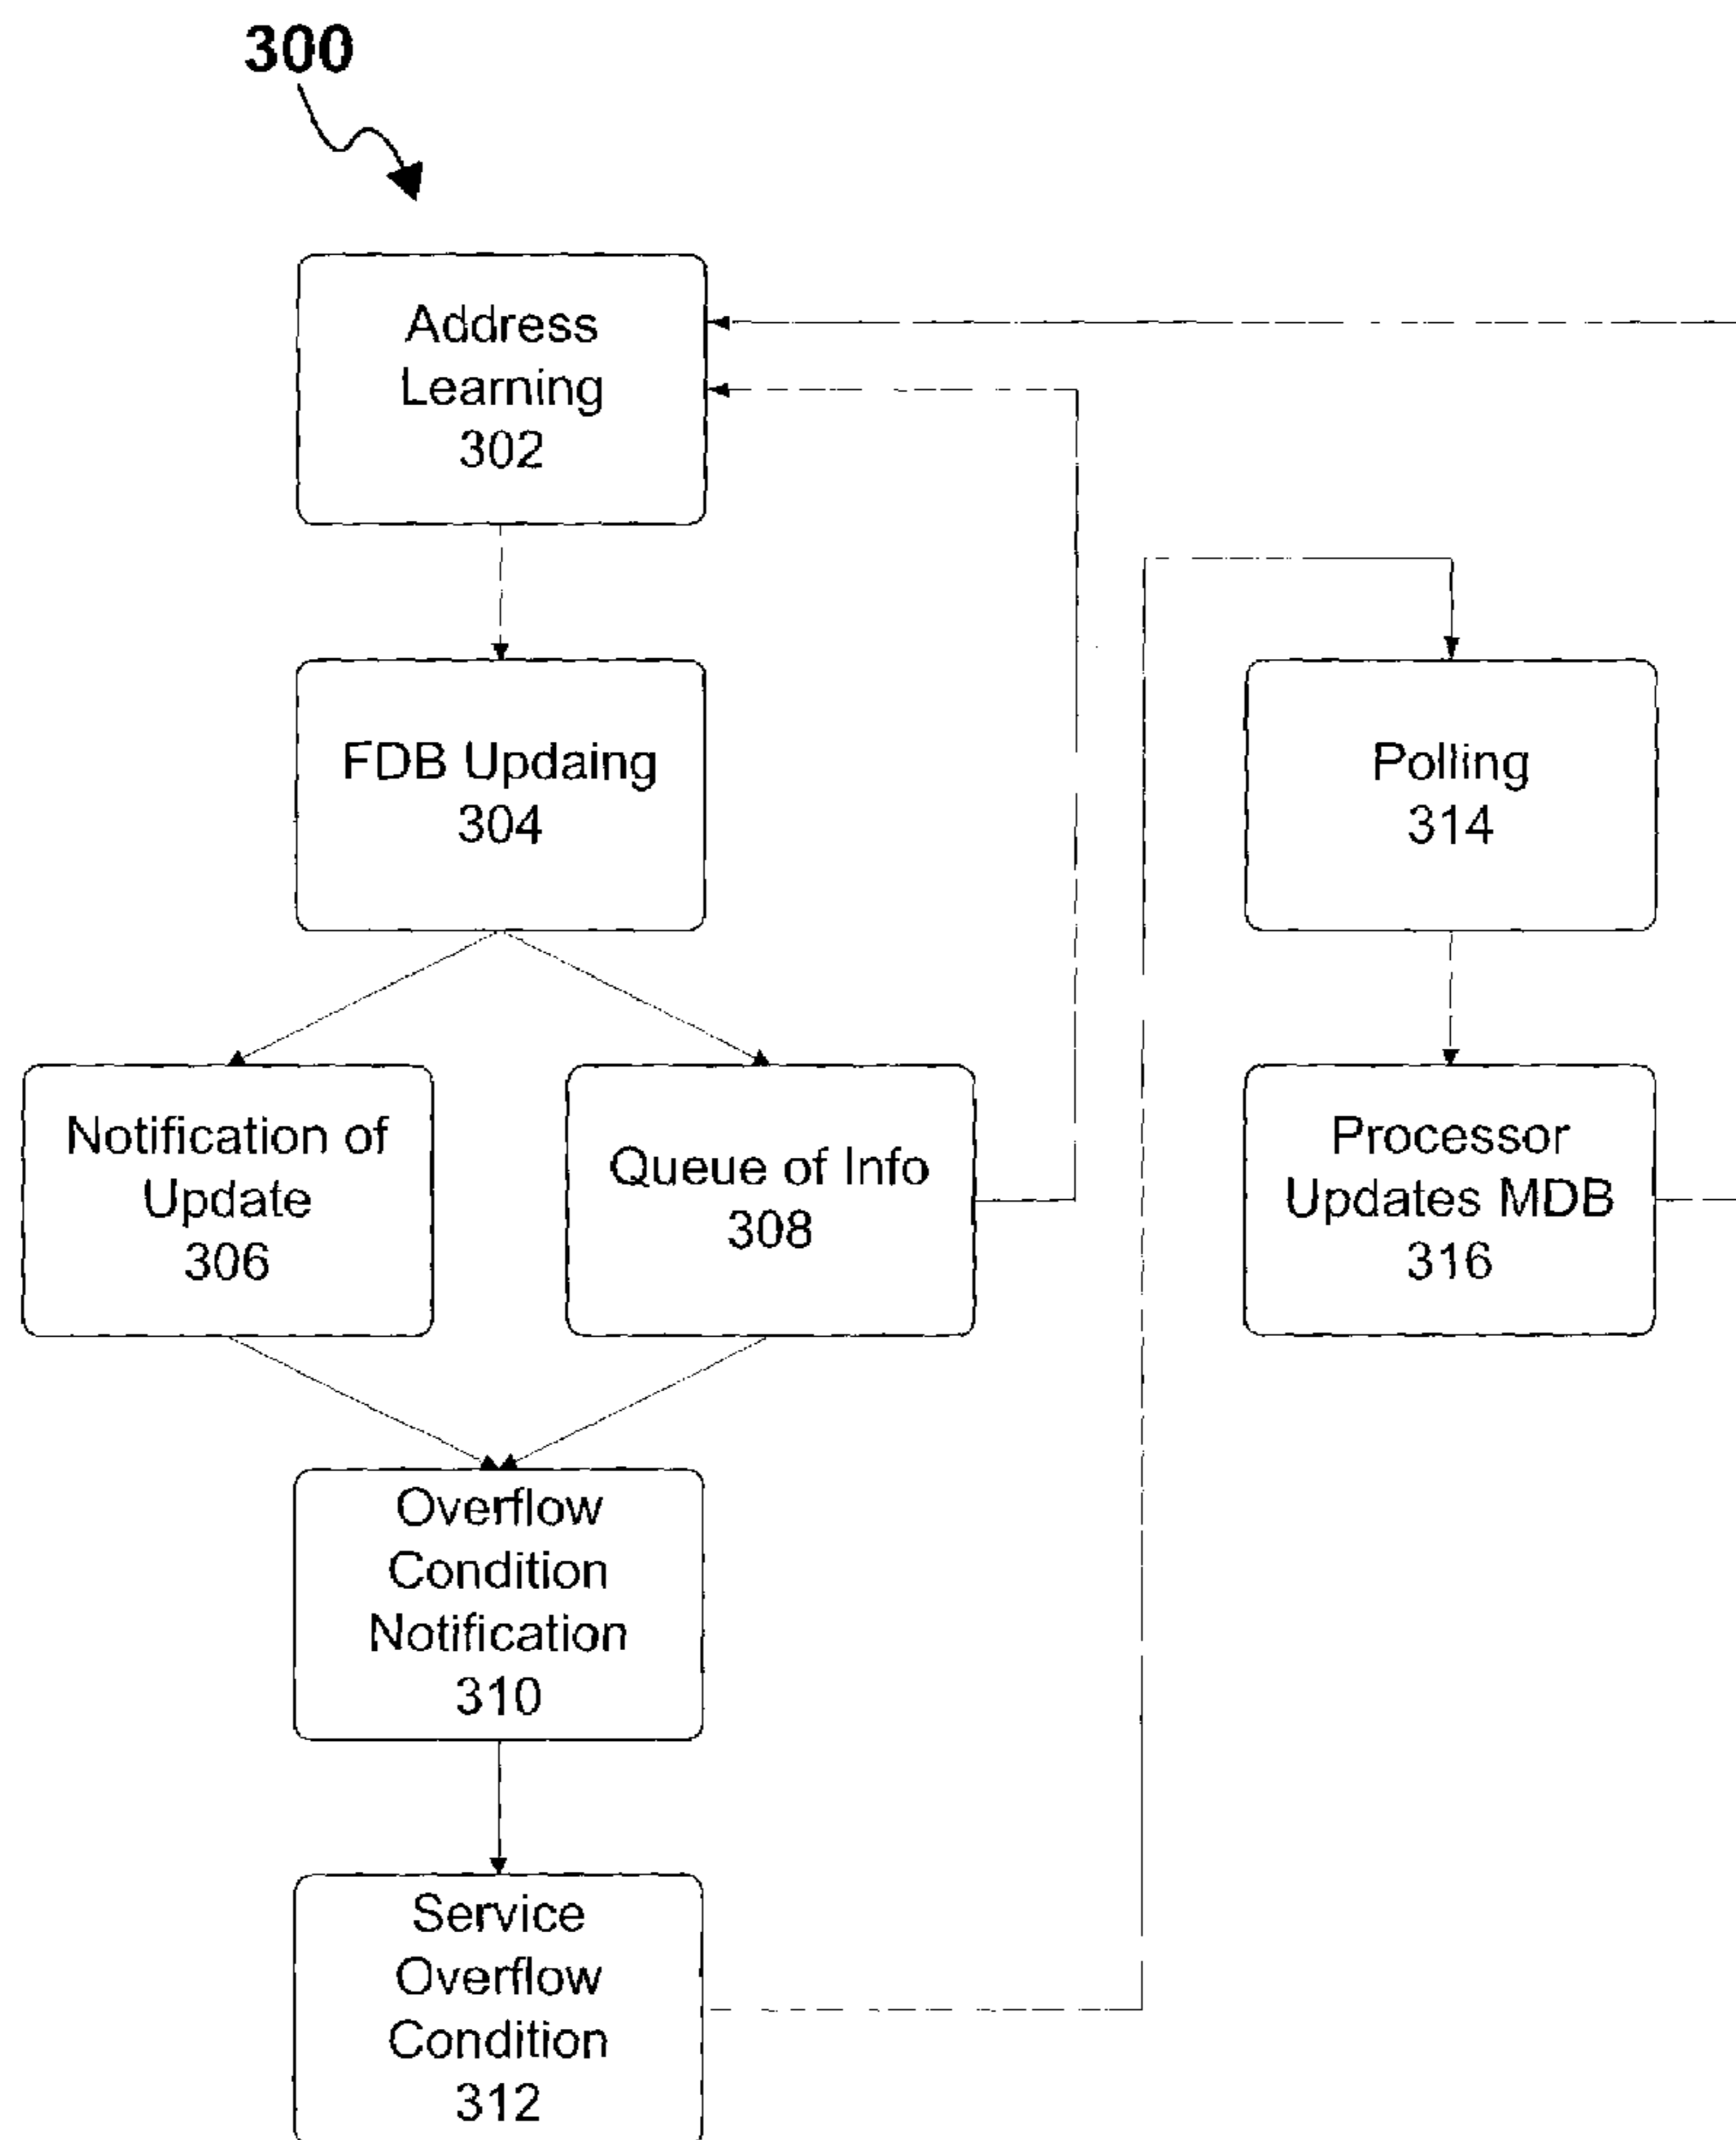 300
Address
Learning
302
FDB Updaing
304
Polling
314
Notification of
Update
306
Queue of Info
308
Processor
Updates MDB
316
Overflow
Condition
Notification
310
Service
Overflow
Condition
312